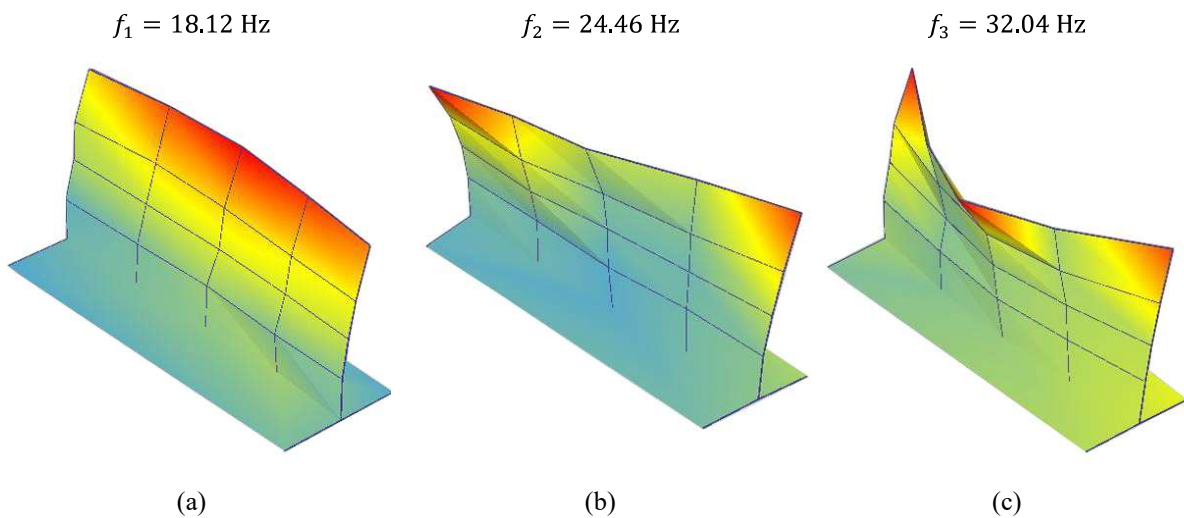 f₁ = 18.12 Hz
f₂ = 24.46 Hz
f₃ = 32.04 Hz
(a)
(b)
(c)